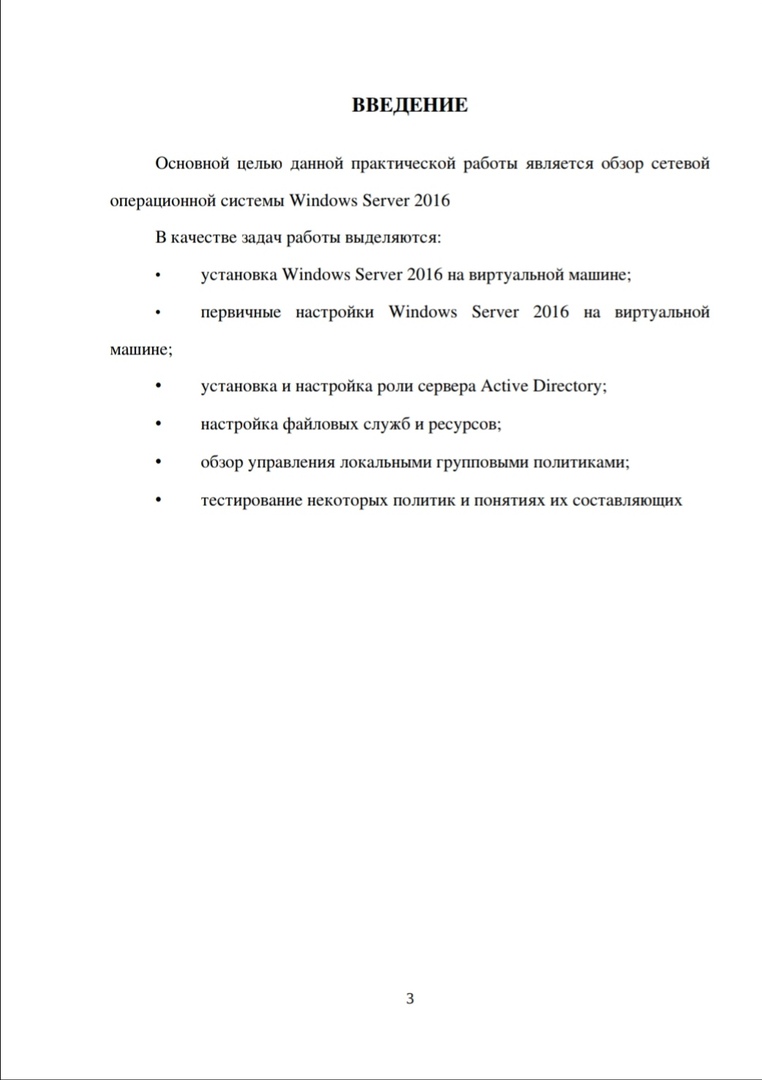 ВВЕДЕНИЕ
Основной целью данной практической работы является обзор сетевой
операционной системы Windows Server 2016
В качестве задач работы выделяются:
• установка Windows Server 2016 на виртуальной машине;
• первичные настройки Windows Server 2016 на виртуальной
машине;
• установка и настройка роли сервера Active Directory;
• настройка файловых служб и ресурсов;
• обзор управления локальными групповыми политиками;
• тестирование некоторых политик и понятиях их составляющих
3